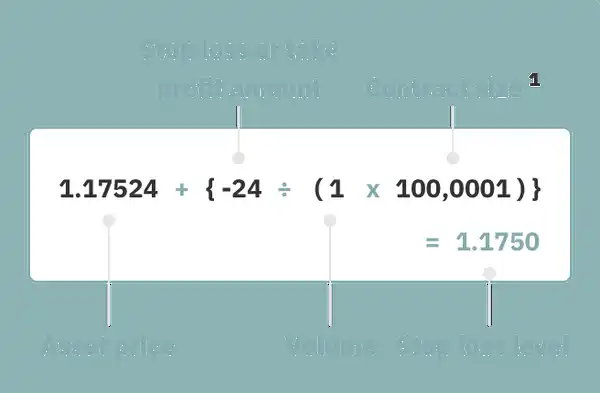 Stop loss or take
profit amount
Contract size 1
1.17524 + {-24 ÷ (1 x 100,0001)}
= 1.1750
Asset price
Volume
Stop loss level